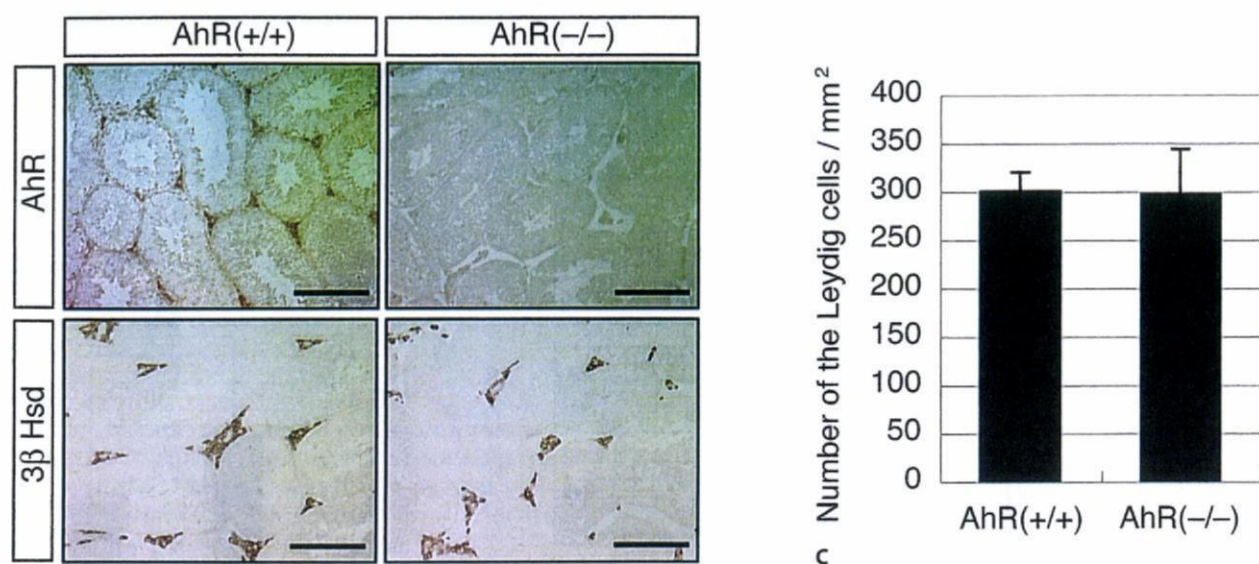 AhR(+/+)
AhR(−/−)
AhR
3β Hsd
Number of the Leydig cells / mm²
400
350
300
250
200
150
100
50
0
AhR(+/+)
AhR(−/−)
c